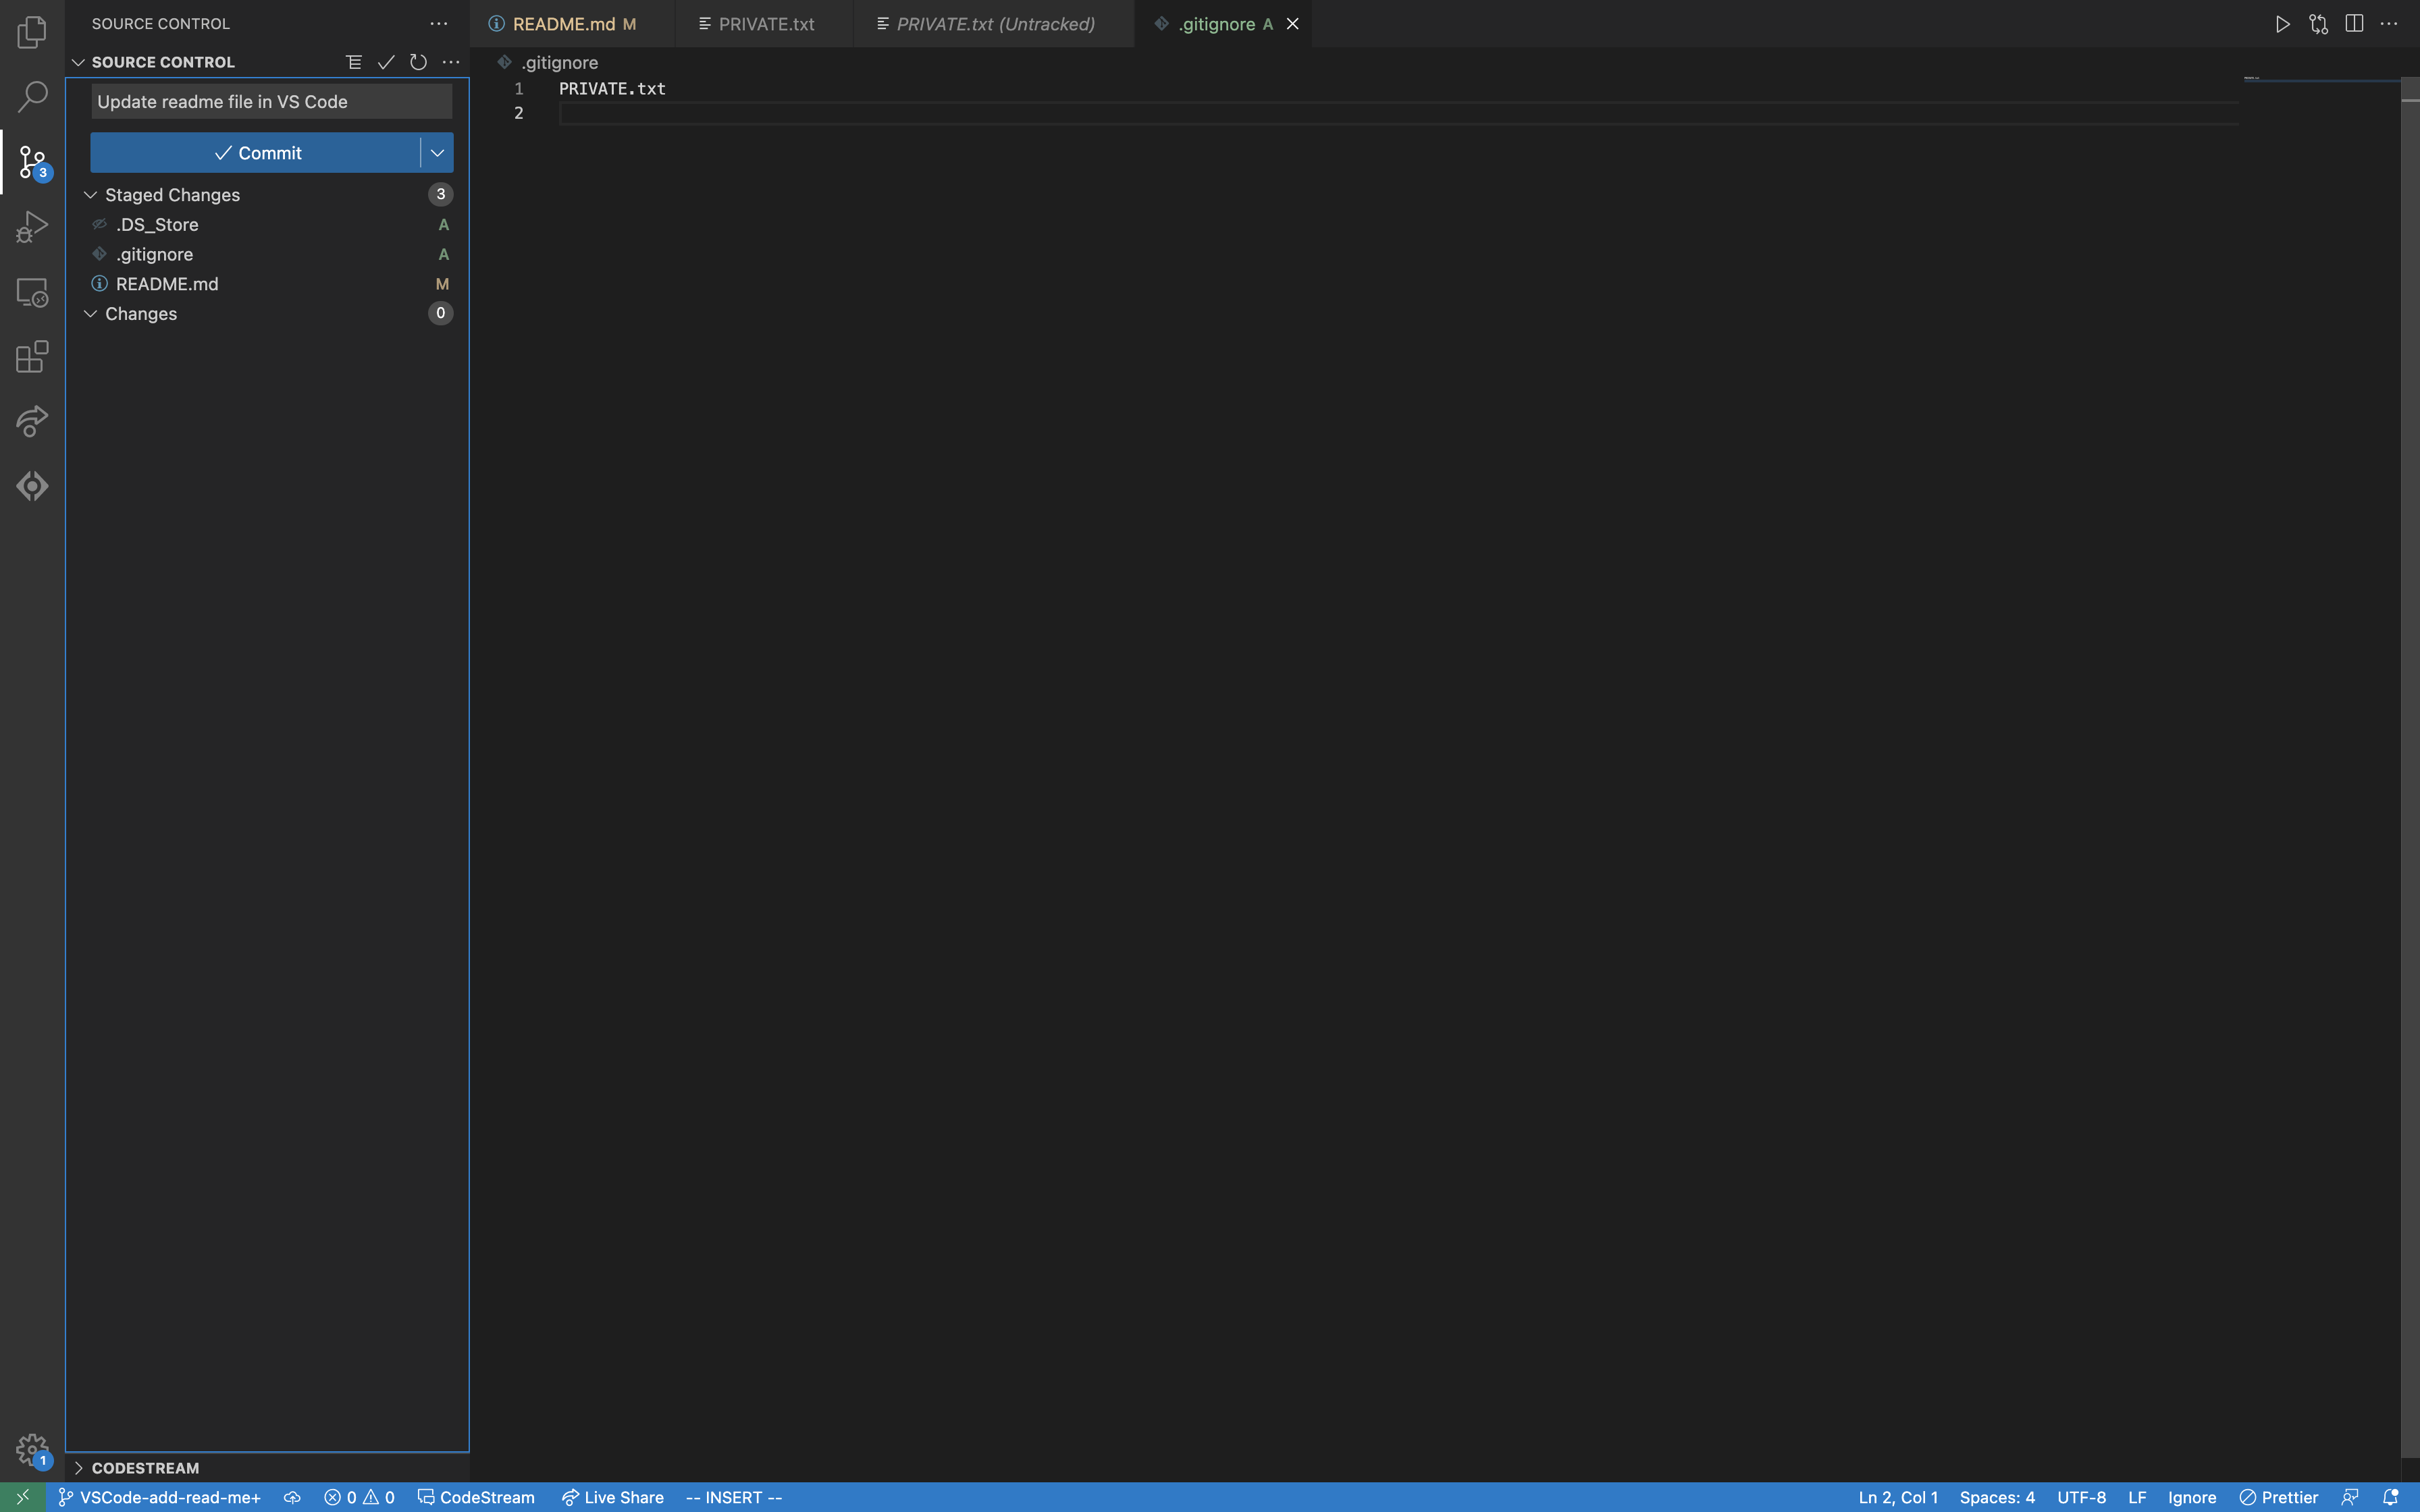 SOURCE CONTROL
SOURCE CONTROL
Update readme file in VS Code
Commit
Staged Changes 3
.DS_Store A
.gitignore A
README.md M
Changes 0
3
1
CODESTREAM
README.md M PRIVATE.txt PRIVATE.txt (Untracked) .gitignore A
.gitignore
1 PRIVATE.txt
2
VSCode-add-read-me+ 0 0 CodeStream Live Share -- INSERT -- Ln 2, Col 1 Spaces: 4 UTF-8 LF Ignore Prettier